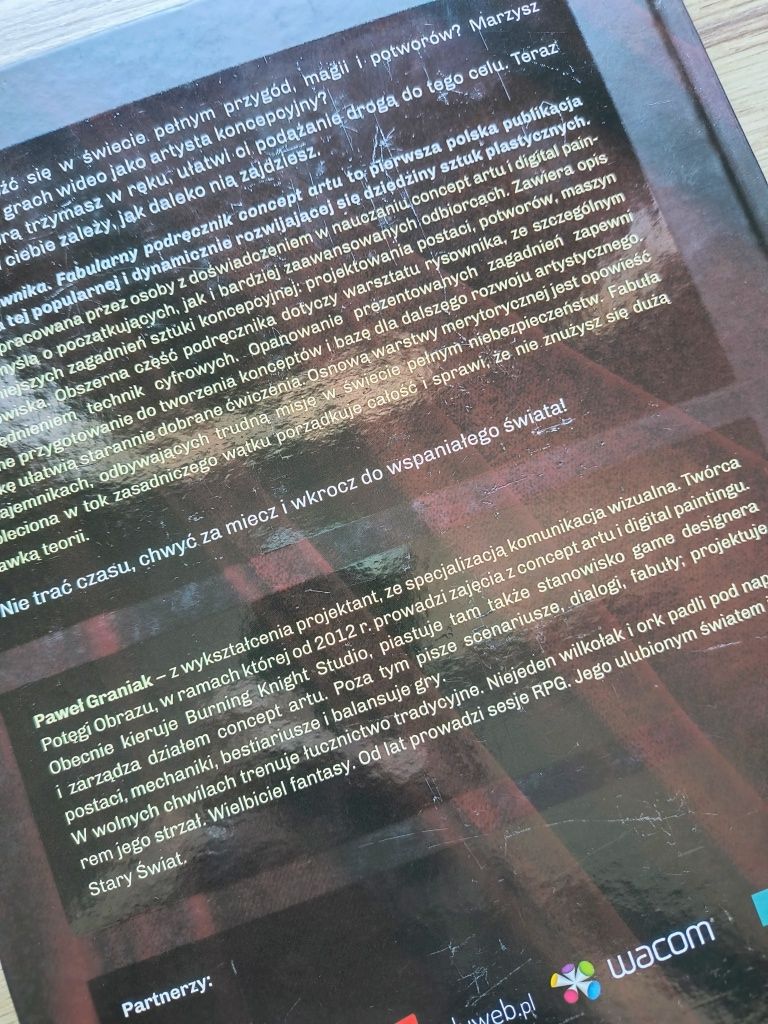 źć się w świecie pełnym przygód, magii i potworów? Marzysz
grach wideo jako artysta koncepcyjny?
órą trzymasz w ręku, ułatwi ci podążanie drogą do tego celu. Teraz
ciebie zależy, jak daleko nią zajdziesz.
wnika. Fabularny podręcznik concept artu to pierwsza polska publikacja
tej popularnej i dynamicznie rozwijającej się dziedziny sztuk plastycznych.
pracowana przez osoby z doświadczeniem w nauczaniu concept artu i digital pain-
myślą o początkujących, jak i bardziej zaawansowanych odbiorcach. Zawiera opis
niejszych zagadnień sztuki koncepcyjnej: projektowania postaci, potworów, maszyn
owiska. Obszerna część podręcznika dotyczy warsztatu rysownika, ze szczególnym
ędnieniem technik cyfrowych. Opanowanie prezentowanych zagadnień zapewni
ne przygotowanie do tworzenia konceptów i bazę dla dalszego rozwoju artystycznego.
kę ułatwią starannie dobrane ćwiczenia. Osnową warstwy merytorycznej jest opowieść
ajemnikach, odbywających trudną misję w świecie pełnym niebezpieczeństw. Fabuła
pleciona w tok zasadniczego wątku porządkuje całość i sprawi, że nie znużysz się dużą
awką teorii.
Nie trać czasu, chwyć za miecz i wkrocz do wspaniałego świata!
Paweł Graniak – z wykształcenia projektant, ze specjalizacją komunikacja wizualna. Twórca
Potęgi Obrazu, w ramach której od 2012 r. prowadzi zajęcia z concept artu i digital paintingu.
Obecnie kieruje Burning Knight Studio, piastuje tam także stanowisko game designera
i zarządza działem concept artu. Poza tym pisze scenariusze, dialogi, fabuły; projektuje
postaci, mechaniki, bestiariusze i balansuje gry.
W wolnych chwilach trenuje łucznictwo tradycyjne. Niejeden wilkołak i ork padli pod nap
rem jego strzał. Wielbiciel fantasy. Od lat prowadzi sesje RPG. Jego ulubionym światem
Stary Świat.
Partnerzy:
web.pl
wacom